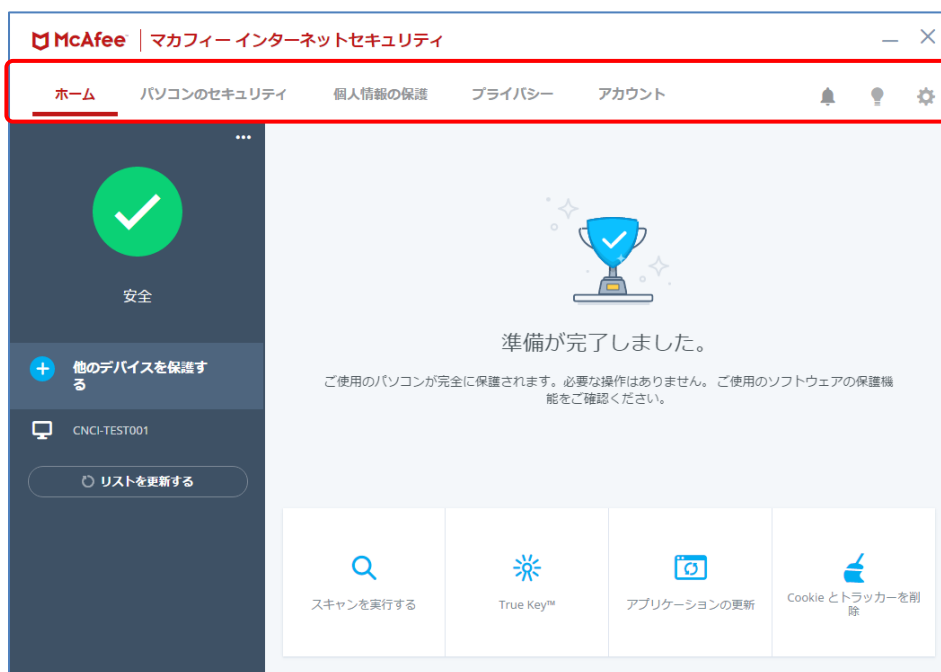 McAfee マカフィー インターネットセキュリティ
ホーム パソコンのセキュリティ 個人情報の保護 プライバシー アカウント
安全
他のデバイスを保護す
る
CNCI-TEST001
リストを更新する
準備が完了しました。
ご使用のパソコンが完全に保護されます。必要な操作はありません。 ご使用のソフトウェアの保護機
能をご確認ください。
スキャンを実行する
True Key™
アプリケーションの更新
Cookie とトラッカーを削
除